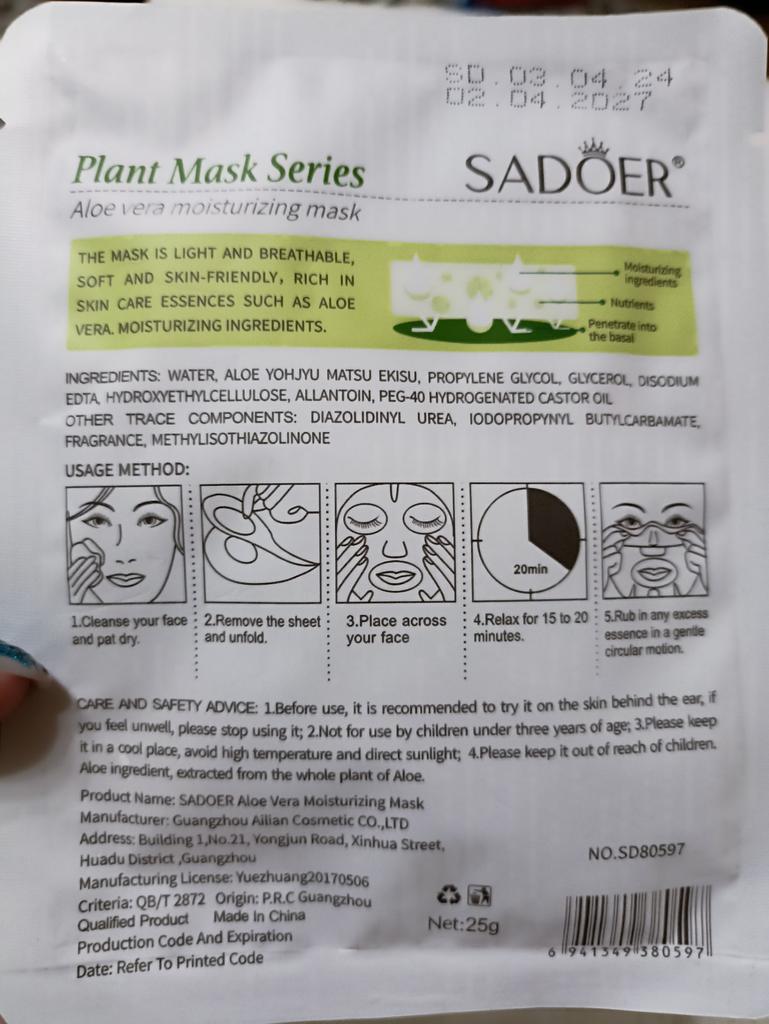 SD.03.04.24
02.04.2027
Plant Mask Series
SADOER®
Aloe vera moisturizing mask
THE MASK IS LIGHT AND BREATHABLE,
SOFT AND SKIN-FRIENDLY, RICH IN
SKIN CARE ESSENCES SUCH AS ALOE
VERA. MOISTURIZING INGREDIENTS.
Moisturizing
ingredients
Nutrients
Penetrate into
the basal
INGREDIENTS: WATER, ALOE YOHJYU MATSU EKISU, PROPYLENE GLYCOL, GLYCEROL, DISODIUM
EDTA, HYDROXYETHYLCELLULOSE, ALLANTOIN, PEG-40 HYDROGENATED CASTOR OIL
OTHER TRACE COMPONENTS: DIAZOLIDINYL UREA, IODOPROPYNYL BUTYLCARBAMATE,
FRAGRANCE, METHYLISOTHIAZOLINONE
USAGE METHOD:
20min
1.Cleanse your face
and pat dry.
2.Remove the sheet
and unfold.
3.Place across
your face
4.Relax for 15 to 20
minutes.
5.Rub in any excess
essence in a gentle
circular motion.
CARE AND SAFETY ADVICE: 1.Before use, it is recommended to try it on the skin behind the ear, if
you feel unwell, please stop using it; 2.Not for use by children under three years of age; 3.Please keep
it in a cool place, avoid high temperature and direct sunlight; 4.Please keep it out of reach of children.
Aloe ingredient, extracted from the whole plant of Aloe.
Product Name: SADOER Aloe Vera Moisturizing Mask
Manufacturer: Guangzhou Ailian Cosmetic CO.,LTD
Address: Building 1,No.21, Yongjun Road, Xinhua Street,
Huadu District ,Guangzhou
Manufacturing License: Yuezhuang20170506
Criteria: QB/T 2872 Origin: P.R.C Guangzhou
Qualified Product Made In China
Production Code And Expiration
Date: Refer To Printed Code
Net:25g
NO.SD80597
6 941349 380597